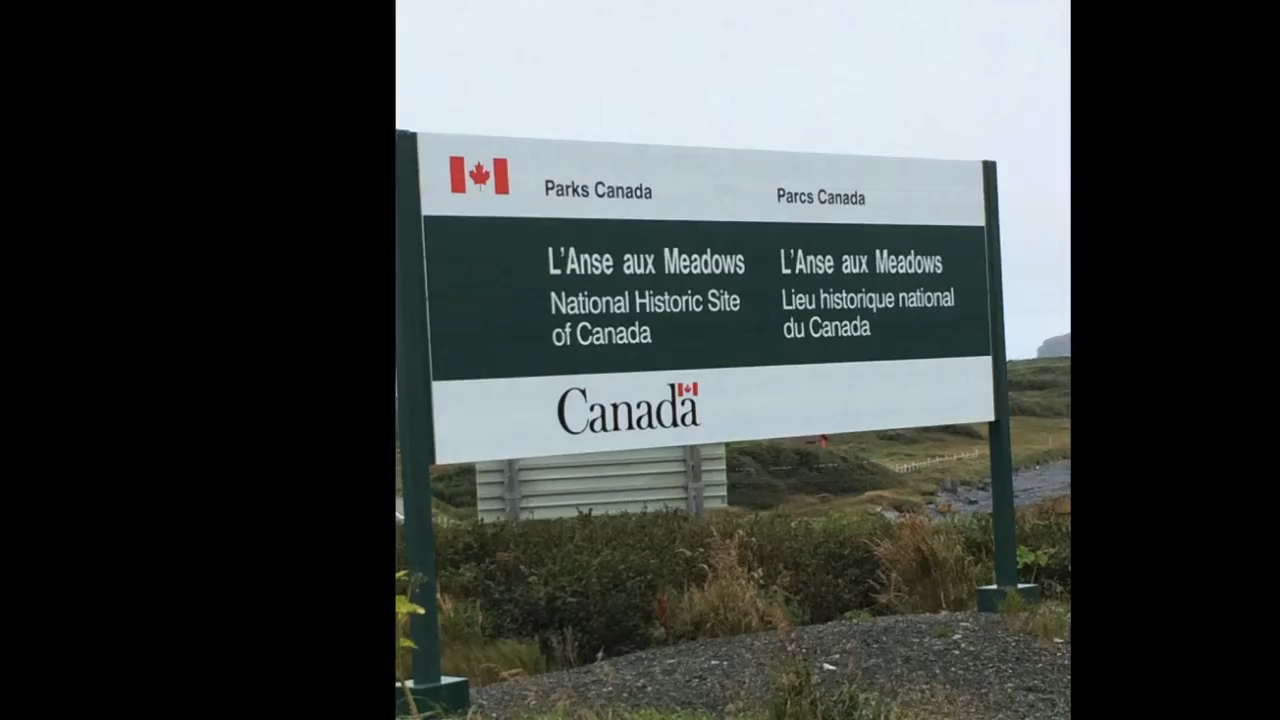 Parks Canada
Parcs Canada
L'Anse aux Meadows
National Historic Site
of Canada
L'Anse aux Meadows
Lieu historique national
du Canada
Canada